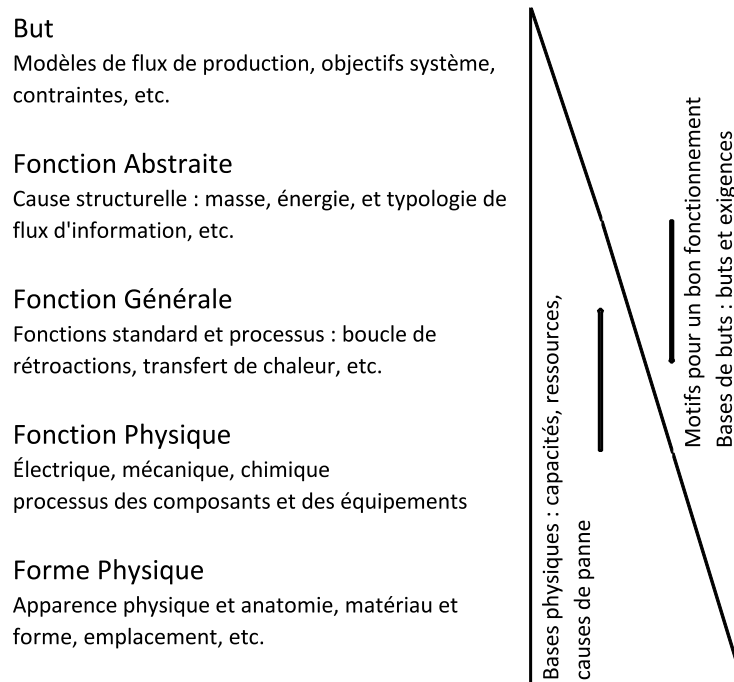 But
Modèles de flux de production, objectifs système,
contraintes, etc.
Fonction Abstraite
Cause structurelle : masse, énergie, et typologie de
flux d'information, etc.
Fonction Générale
Fonctions standard et processus : boucle de
rétroactions, transfert de chaleur, etc.
Fonction Physique
Électrique, mécanique, chimique
processus des composants et des équipements
Forme Physique
Apparence physique et anatomie, matériau et
forme, emplacement, etc.
Bases physiques : capacités, ressources,
causes de panne
Motifs pour un bon fonctionnement
Bases de buts : buts et exigences